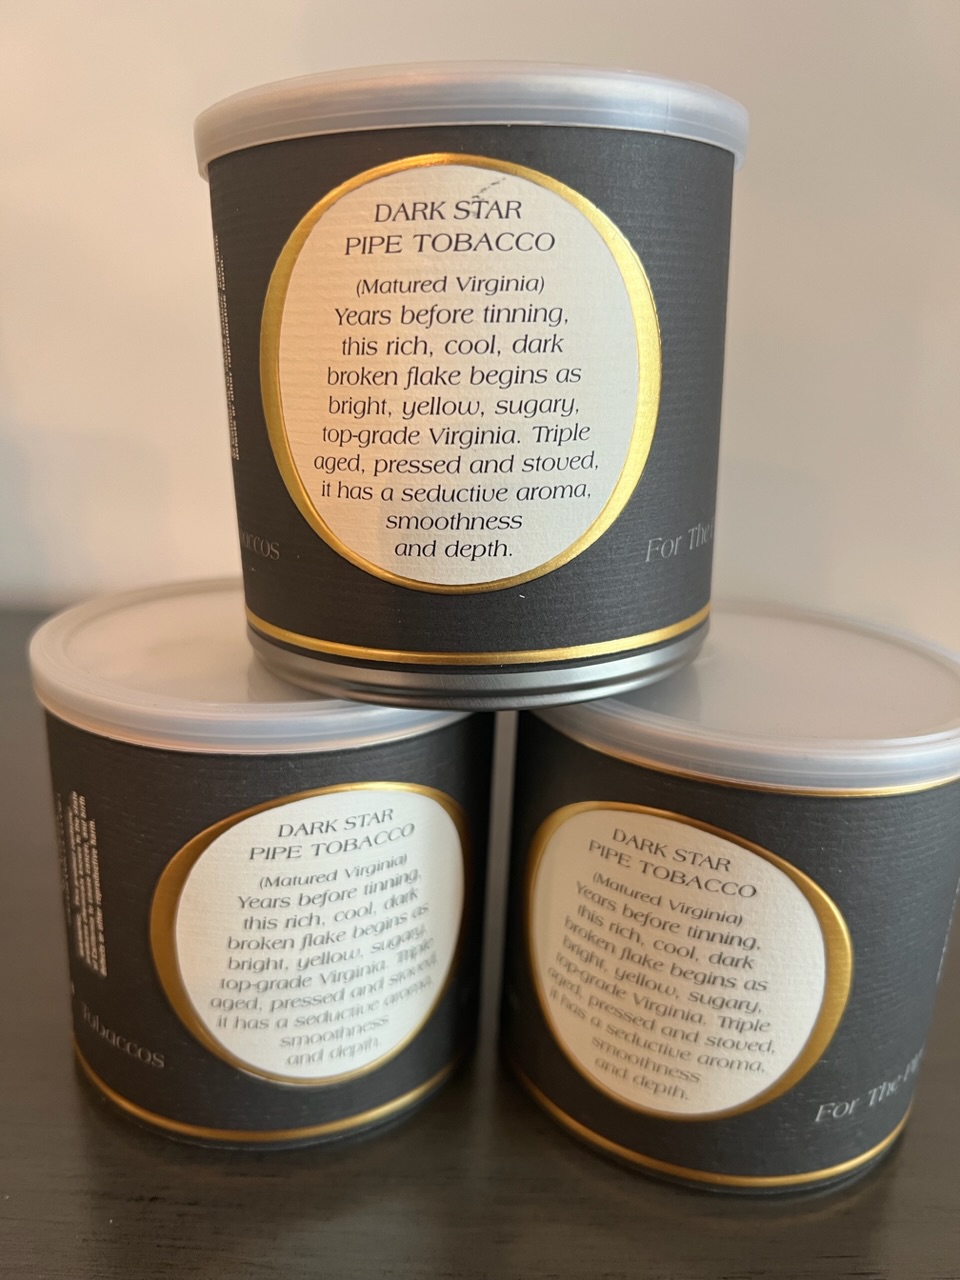 DARK STAR
PIPE TOBACCO
(Matured Virginia)
Years before tinning,
this rich, cool, dark
broken flake begins as
bright, yellow, sugary,
top-grade Virginia. Triple
aged, pressed and stoved,
it has a seductive aroma,
smoothness
and depth.
For The
DARK STAR
PIPE TOBACCO
(Matured Virginia)
Years before tinning,
this rich, cool, dark
broken flake begins as
bright, yellow, sugary,
top-grade Virginia. Triple
aged, pressed and stoved,
it has a seductive aroma,
smoothness
and depth.
Tobaccos
DARK STAR
PIPE TOBACCO
(Matured Virginia)
Years before tinning,
this rich, cool, dark
broken flake begins as
bright, yellow, sugary,
top-grade Virginia. Triple
aged, pressed and stoved,
it has a seductive aroma,
smoothness
and depth.
For The